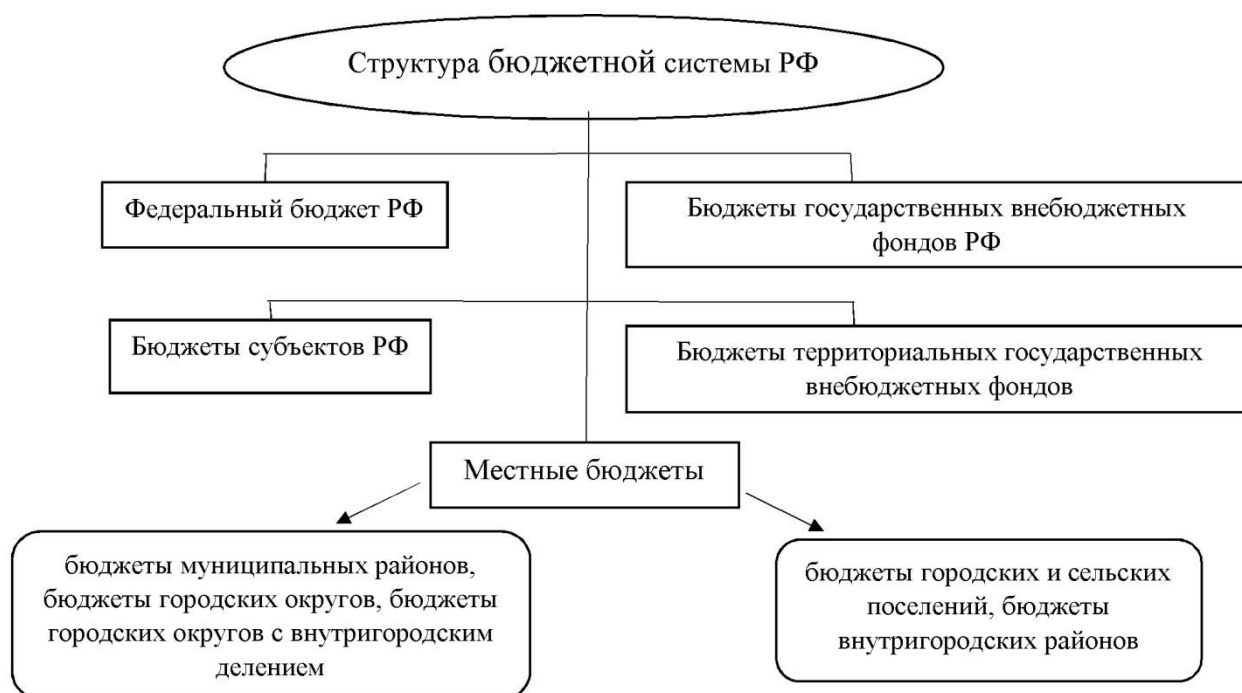 Структура бюджетной системы РФ
Федеральный бюджет РФ
Бюджеты государственных внебюджетных
фондов РФ
Бюджеты субъектов РФ
Бюджеты территориальных государственных
внебюджетных фондов
Местные бюджеты
бюджеты муниципальных районов,
бюджеты городских округов, бюджеты
городских округов с внутригородским
делением
бюджеты городских и сельских
поселений, бюджеты
внутригородских районов